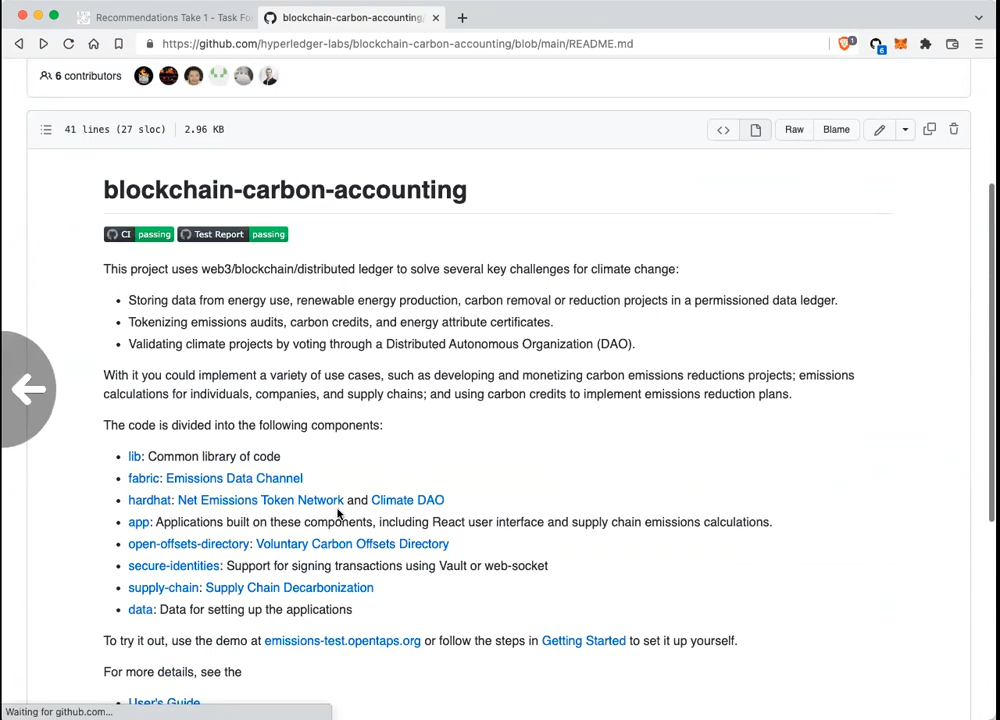 Recommendations Take 1 - Task Fo
blockchain-carbon-accounting/
https://github.com/hyperledger-labs/blockchain-carbon-accounting/blob/main/README.md
1
6
6 contributors
41 lines (27 sloc) 2.96 KB
Raw Blame
blockchain-carbon-accounting
CI passing Test Report passing
This project uses web3/blockchain/distributed ledger to solve several key challenges for climate change:
Storing data from energy use, renewable energy production, carbon removal or reduction projects in a permissioned data ledger.
Tokenizing emissions audits, carbon credits, and energy attribute certificates.
Validating climate projects by voting through a Distributed Autonomous Organization (DAO).
With it you could implement a variety of use cases, such as developing and monetizing carbon emissions reductions projects; emissions
calculations for individuals, companies, and supply chains; and using carbon credits to implement emissions reduction plans.
The code is divided into the following components:
lib: Common library of code
fabric: Emissions Data Channel
hardhat: Net Emissions Token Network and Climate DAO
app: Applications built on these components, including React user interface and supply chain emissions calculations.
open-offsets-directory: Voluntary Carbon Offsets Directory
secure-identities: Support for signing transactions using Vault or web-socket
supply-chain: Supply Chain Decarbonization
data: Data for setting up the applications
To try it out, use the demo at emissions-test.opentaps.org or follow the steps in Getting Started to set it up yourself.
For more details, see the
User's Guide
Waiting for github.com...